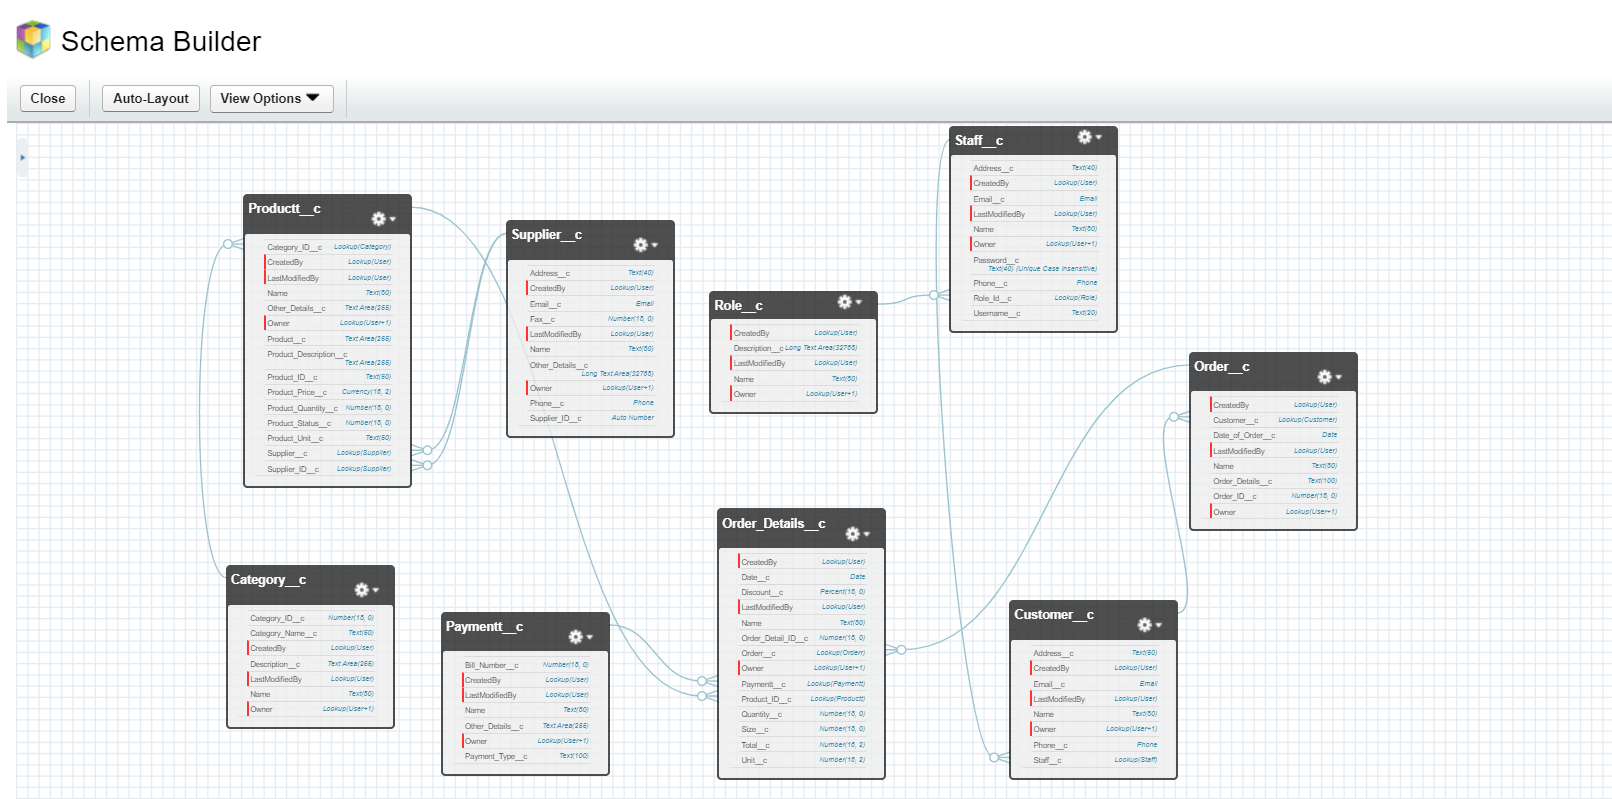 Schema Builder
Close
Auto-Layout
View Options
Productt__c
Category_ID__c Lookup(Category)
CreatedBy Lookup(User)
LastModifiedBy Lookup(User)
Name Text(80)
Other_Details__c Text Area(255)
Owner Lookup(User+1)
Product__c Text Area(255)
Product_Description__c
Text Area(255)
Product_ID__c Text(50)
Product_Price__c Currency(18, 2)
Product_Quantity__c Number(18, 0)
Product_Status__c Number(18, 0)
Product_Unit__c Text(50)
Supplier__c Lookup(Supplier)
Supplier_ID__c Lookup(Supplier)
Supplier__c
Address__c Text(40)
CreatedBy Lookup(User)
Email__c Email
Fax__c Number(18, 0)
LastModifiedBy Lookup(User)
Name Text(80)
Other_Details__c
Long Text Area(32768)
Owner Lookup(User+1)
Phone__c Phone
Supplier_ID__c Auto Number
Role__c
CreatedBy Lookup(User)
Description__c Long Text Area(32768)
LastModifiedBy Lookup(User)
Name Text(80)
Owner Lookup(User+1)
Staff__c
Address__c Text(40)
CreatedBy Lookup(User)
Email__c Email
LastModifiedBy Lookup(User)
Name Text(80)
Owner Lookup(User+1)
Password__c
Text(40) (Unique Case Insensitive)
Phone__c Phone
Role_Id__c Lookup(Role)
Username__c Text(20)
Order__c
CreatedBy Lookup(User)
Customer__c Lookup(Customer)
Date_of_Order__c Date
LastModifiedBy Lookup(User)
Name Text(80)
Order_Details__c Text(100)
Order_ID__c Number(18, 0)
Owner Lookup(User+1)
Category__c
Category_ID__c Number(18, 0)
Category_Name__c Text(50)
CreatedBy Lookup(User)
Description__c Text Area(255)
LastModifiedBy Lookup(User)
Name Text(80)
Owner Lookup(User+1)
Paymentt__c
Bill_Number__c Number(18, 0)
CreatedBy Lookup(User)
LastModifiedBy Lookup(User)
Name Text(80)
Other_Details__c Text Area(255)
Owner Lookup(User+1)
Payment_Type__c Text(100)
Order_Details__c
CreatedBy Lookup(User)
Date__c Date
Discount__c Percent(18, 0)
LastModifiedBy Lookup(User)
Name Text(80)
Order_Detail_ID__c Number(18, 0)
Orderr__c Lookup(Orderr)
Owner Lookup(User+1)
Paymentt__c Lookup(Paymentt)
Product_ID__c Lookup(Productt)
Quantity__c Number(18, 0)
Size__c Number(18, 0)
Total__c Number(16, 2)
Unit__c Number(16, 2)
Customer__c
Address__c Text(50)
CreatedBy Lookup(User)
Email__c Email
LastModifiedBy Lookup(User)
Name Text(80)
Owner Lookup(User+1)
Phone__c Phone
Staff__c Lookup(Staff)